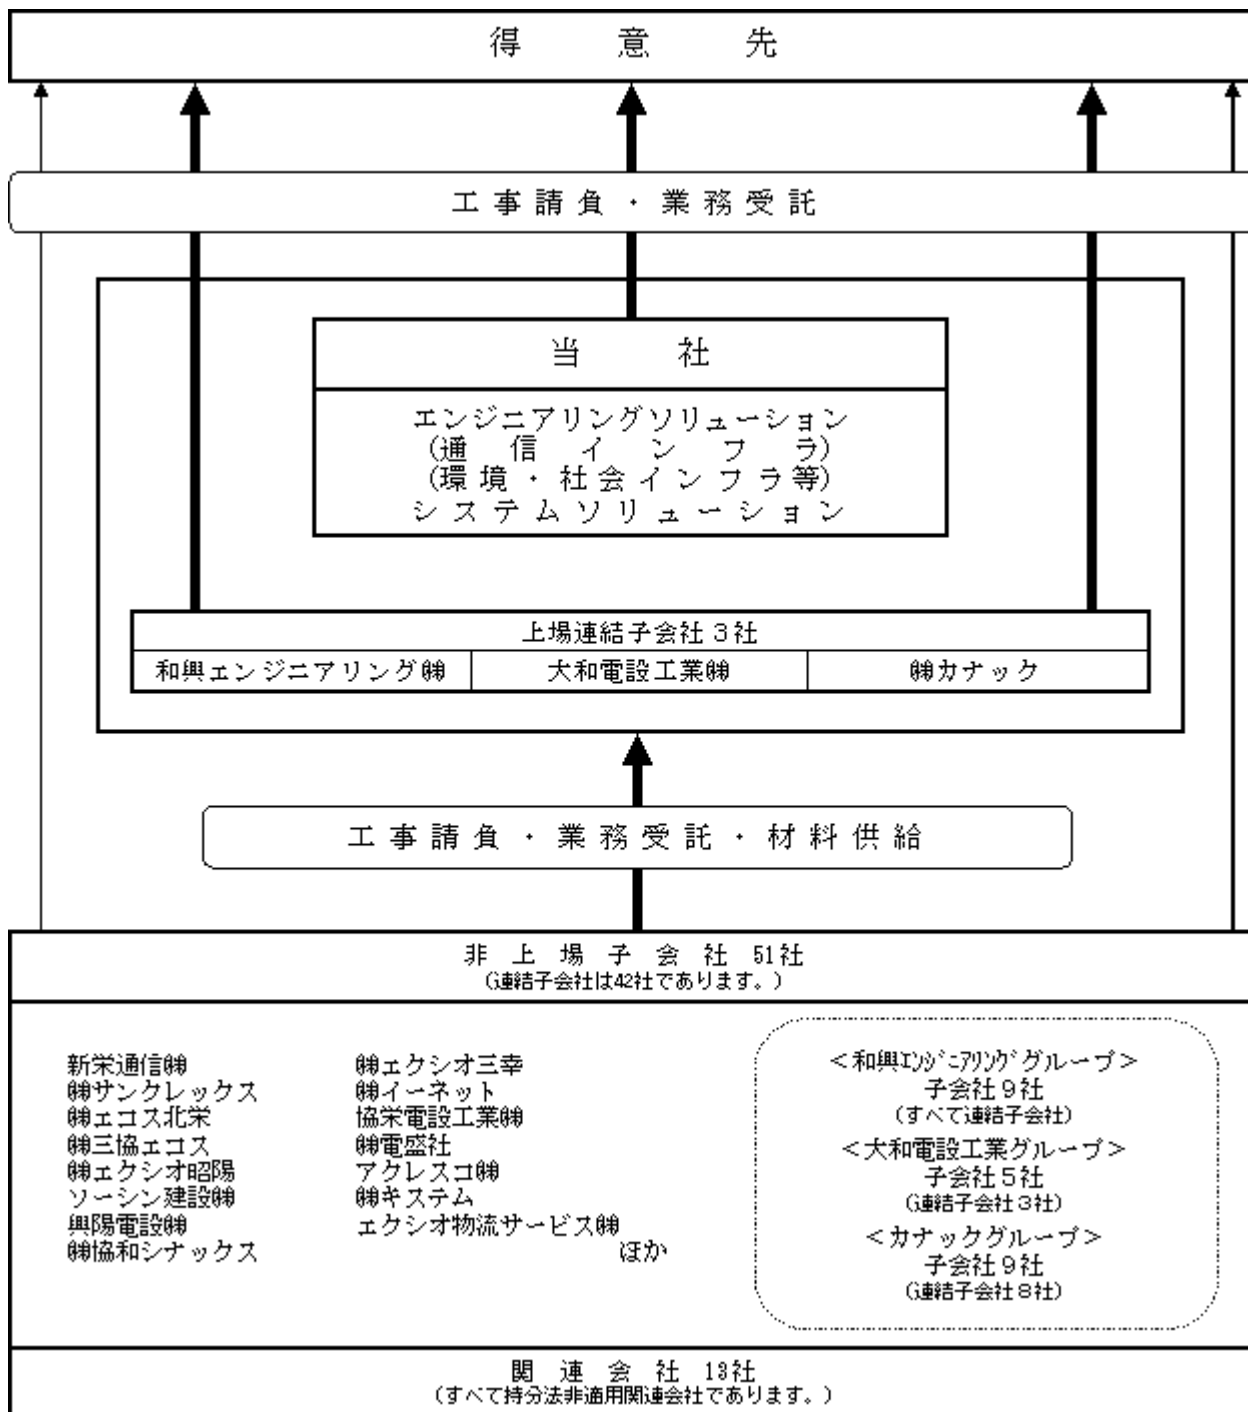 得意先
工事請負・業務受託
当社
エンジニアリングソリューション
(通信インフラ)
(環境・社会インフラ等)
システムソリューション
上場連結子会社3社
和興エンジニアリング㈱ 大和電設工業㈱ ㈱カナック
工事請負・業務受託・材料供給
非上場子会社 51社
(連結子会社は42社であります。)
新栄通信㈱
㈱サンクレックス
㈱エコス北栄
㈱三協エコス
㈱エクシオ昭陽
ソーシン建設㈱
興陽電設㈱
㈱協和シナックス
㈱エクシオ三幸
㈱イーネット
協栄電設工業㈱
㈱電盛社
アクレスコ㈱
㈱キステム
エクシオ物流サービス㈱
ほか
<和興ｴﾝｼﾞﾆｱﾘﾝｸﾞグループ>
子会社9社
(すべて連結子会社)
<大和電設工業グループ>
子会社5社
(連結子会社3社)
<カナックグループ>
子会社9社
(連結子会社8社)
関連会社 13社
(すべて持分法非適用関連会社であります。)